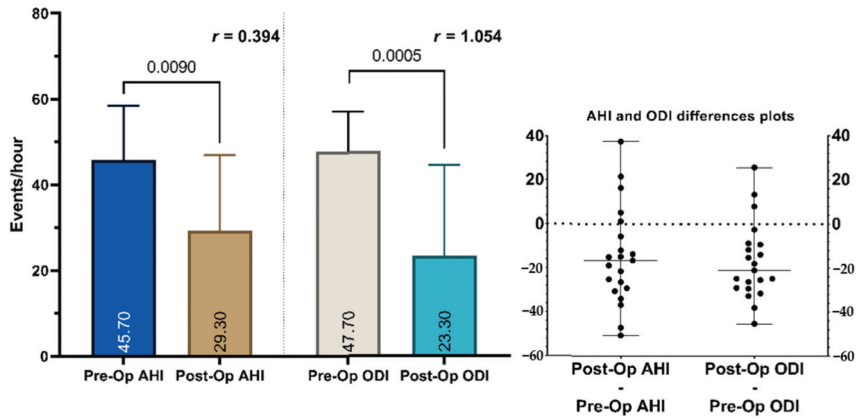 80
60
40
20
0
Events/hour
r = 0.394
0.0090
r = 1.054
0.0005
45.70
29.30
47.70
23.30
Pre-Op AHI
Post-Op AHI
Pre-Op ODI
Post-Op ODI
AHI and ODI differences plots
40
20
0
−20
−40
−60
40
20
0
−20
−40
−60
Post-Op AHI
-
Pre-Op AHI
Post-Op ODI
-
Pre-Op ODI